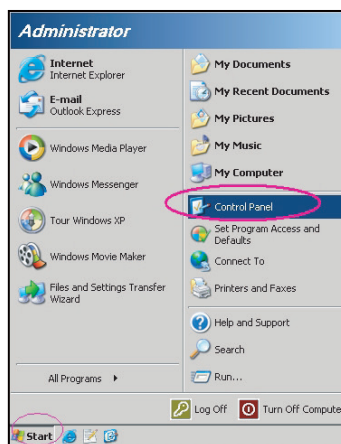 Administrator
Internet
Internet Explorer
E-mail
Outlook Express
Windows Media Player
Windows Messenger
Tour Windows XP
Windows Movie Maker
Files and Settings Transfer
Wizard
All Programs
My Documents
My Recent Documents
My Pictures
My Music
My Computer
Control Panel
Set Program Access and
Defaults
Connect To
Printers and Faxes
Help and Support
Search
Run...
Log Off
Turn Off Compute
Start